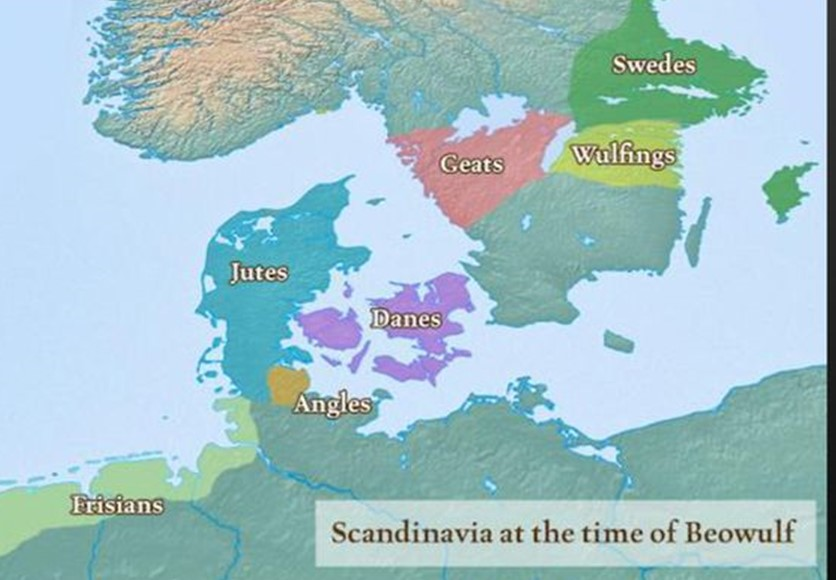 Swedes
Geats
Wulfings
Jutes
Danes
Angles
Frisians
Scandinavia at the time of Beowulf